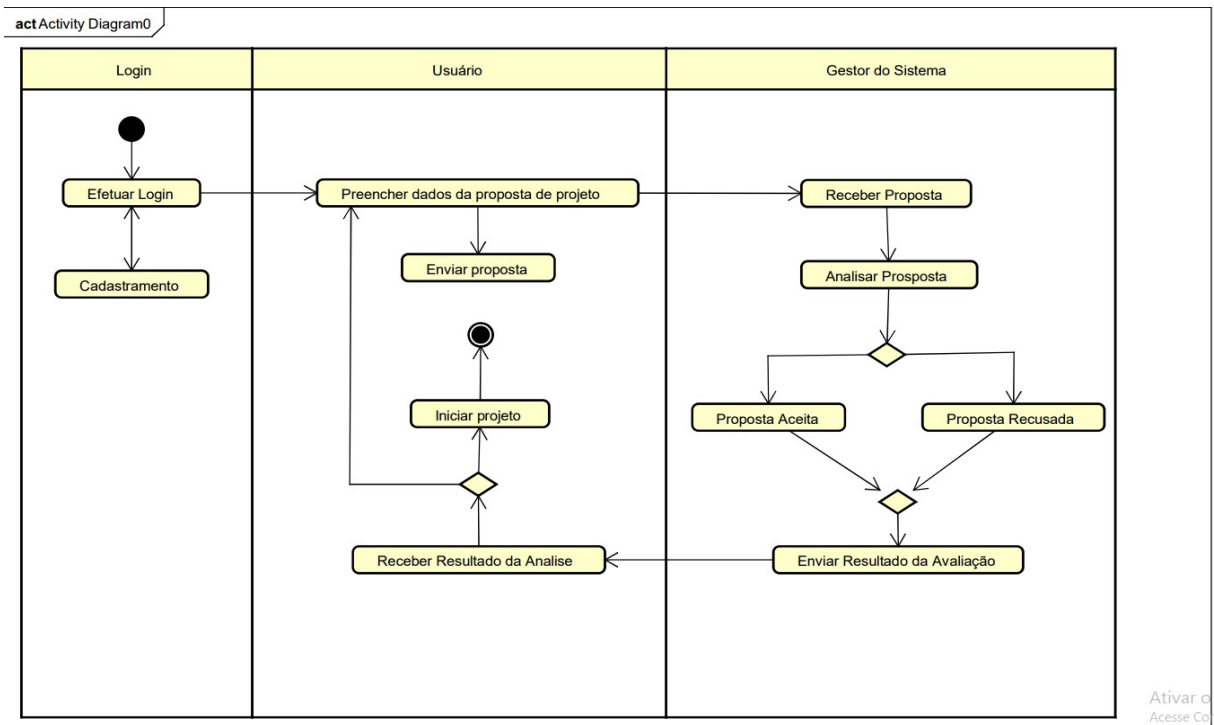 act Activity Diagram0
Login
Usuário
Gestor do Sistema
Efetuar Login
Preencher dados da proposta de projeto
Receber Proposta
Cadastramento
Enviar proposta
Analisar Prosposta
Iniciar projeto
Proposta Aceita
Proposta Recusada
Receber Resultado da Analise
Enviar Resultado da Avaliação
Ativar o
Acesse Co